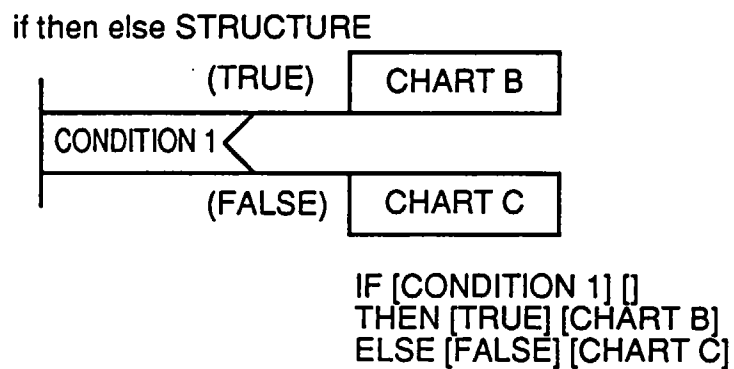 if then else STRUCTURE
(TRUE) CHART B
CONDITION 1
(FALSE) CHART C
IF [CONDITION 1] []
THEN [TRUE] [CHART B]
ELSE [FALSE] [CHART C]